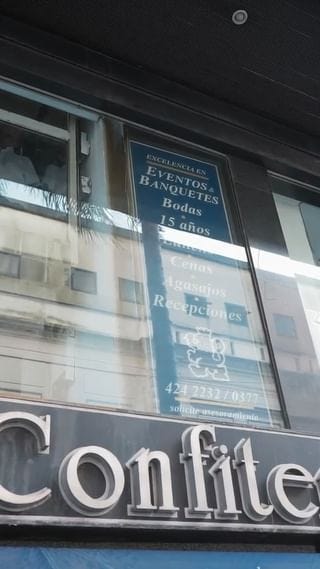 EXCELENCIA EN
EVENTOS &
BANQUETES
Bodas
15 años
Cenas
Agasajos
Recepciones
424 2232 / 0377
solicite asesoramiento
Confite